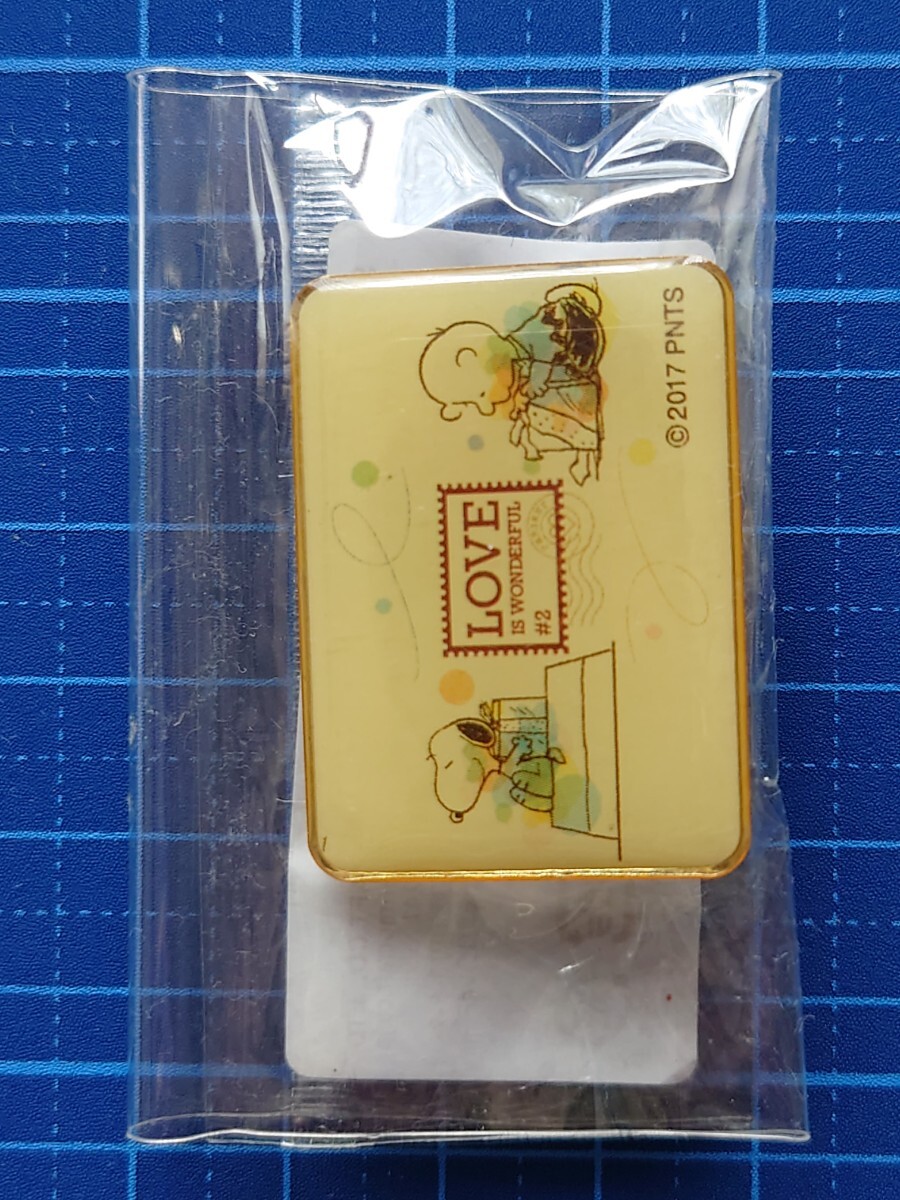 LOVE
IS WONDERFUL
#2
©2017 PNTS